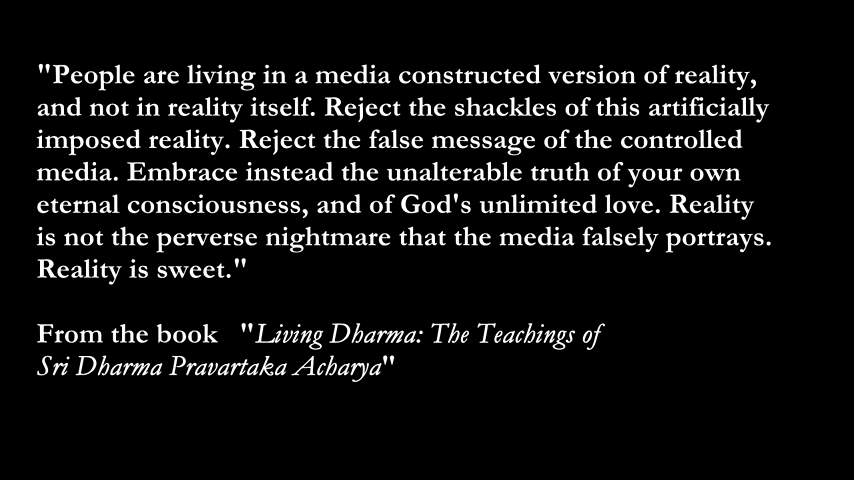 "People are living in a media constructed version of reality,
and not in reality itself. Reject the shackles of this artificially
imposed reality. Reject the false message of the controlled
media. Embrace instead the unalterable truth of your own
eternal consciousness, and of God's unlimited love. Reality
is not the perverse nightmare that the media falsely portrays.
Reality is sweet."
From the book "Living Dharma: The Teachings of
Sri Dharma Pravartaka Acharya"